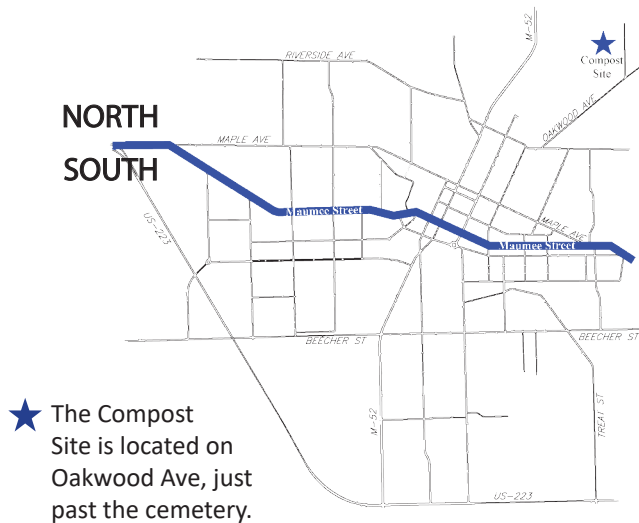 M-52
RIVERSIDE AVE
Compost
Site
NORTH
OAKWOOD AVE
MAPLE AVE
SOUTH
US-223
Maumee Street
MAPLE AVE
Maumee Street
BEECHER ST
BEECHER ST
The Compost
Site is located on
Oakwood Ave, just
past the cemetery.
M-52
TREAT ST
US-223